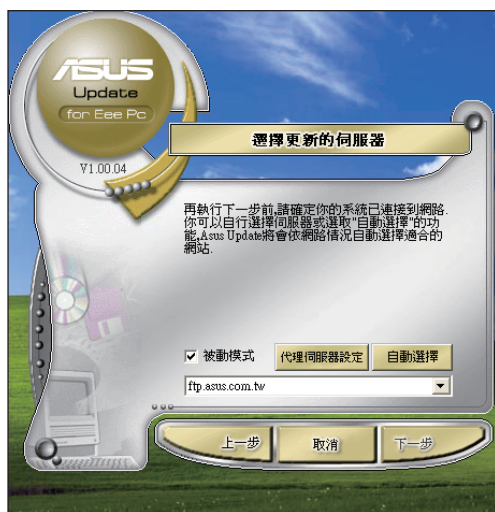 ASUS
Update
for Eee Pc
V1.00.04
選擇更新的伺服器
再執行下一步前,請確定你的系統已連接到網路.
你可以自行選擇伺服器或選取"自動選擇"的功
能,Asus Update將會依網路情況自動選擇適合的
網站.
被動模式
代理伺服器設定
自動選擇
ftp.asus.com.tw
上一步
取消
下一步